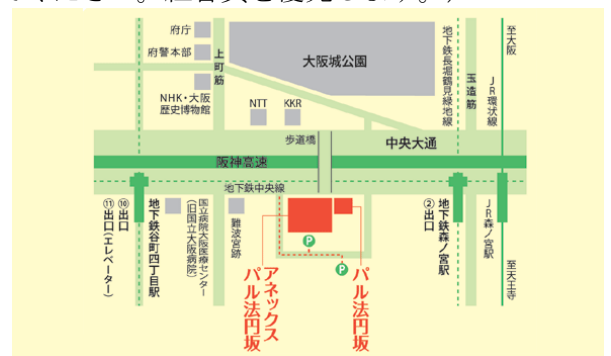 府庁
府警本部
上町筋
大阪城公園
地下鉄長堀鶴見緑地線
玉造筋
JR環状線
至大阪
NHK・大阪
歴史博物館
NTT
KKR
歩道橋
中央大通
阪神高速
地下鉄中央線
⑪出口(エレベーター)
⑩出口
地下鉄谷町四丁目駅
国立病院大阪医療センター
(旧国立大阪病院)
難波宮跡
P
P
アネックス
パル法円坂
パル法円坂
②出口
地下鉄森ノ宮駅
JR森ノ宮駅
至天王寺